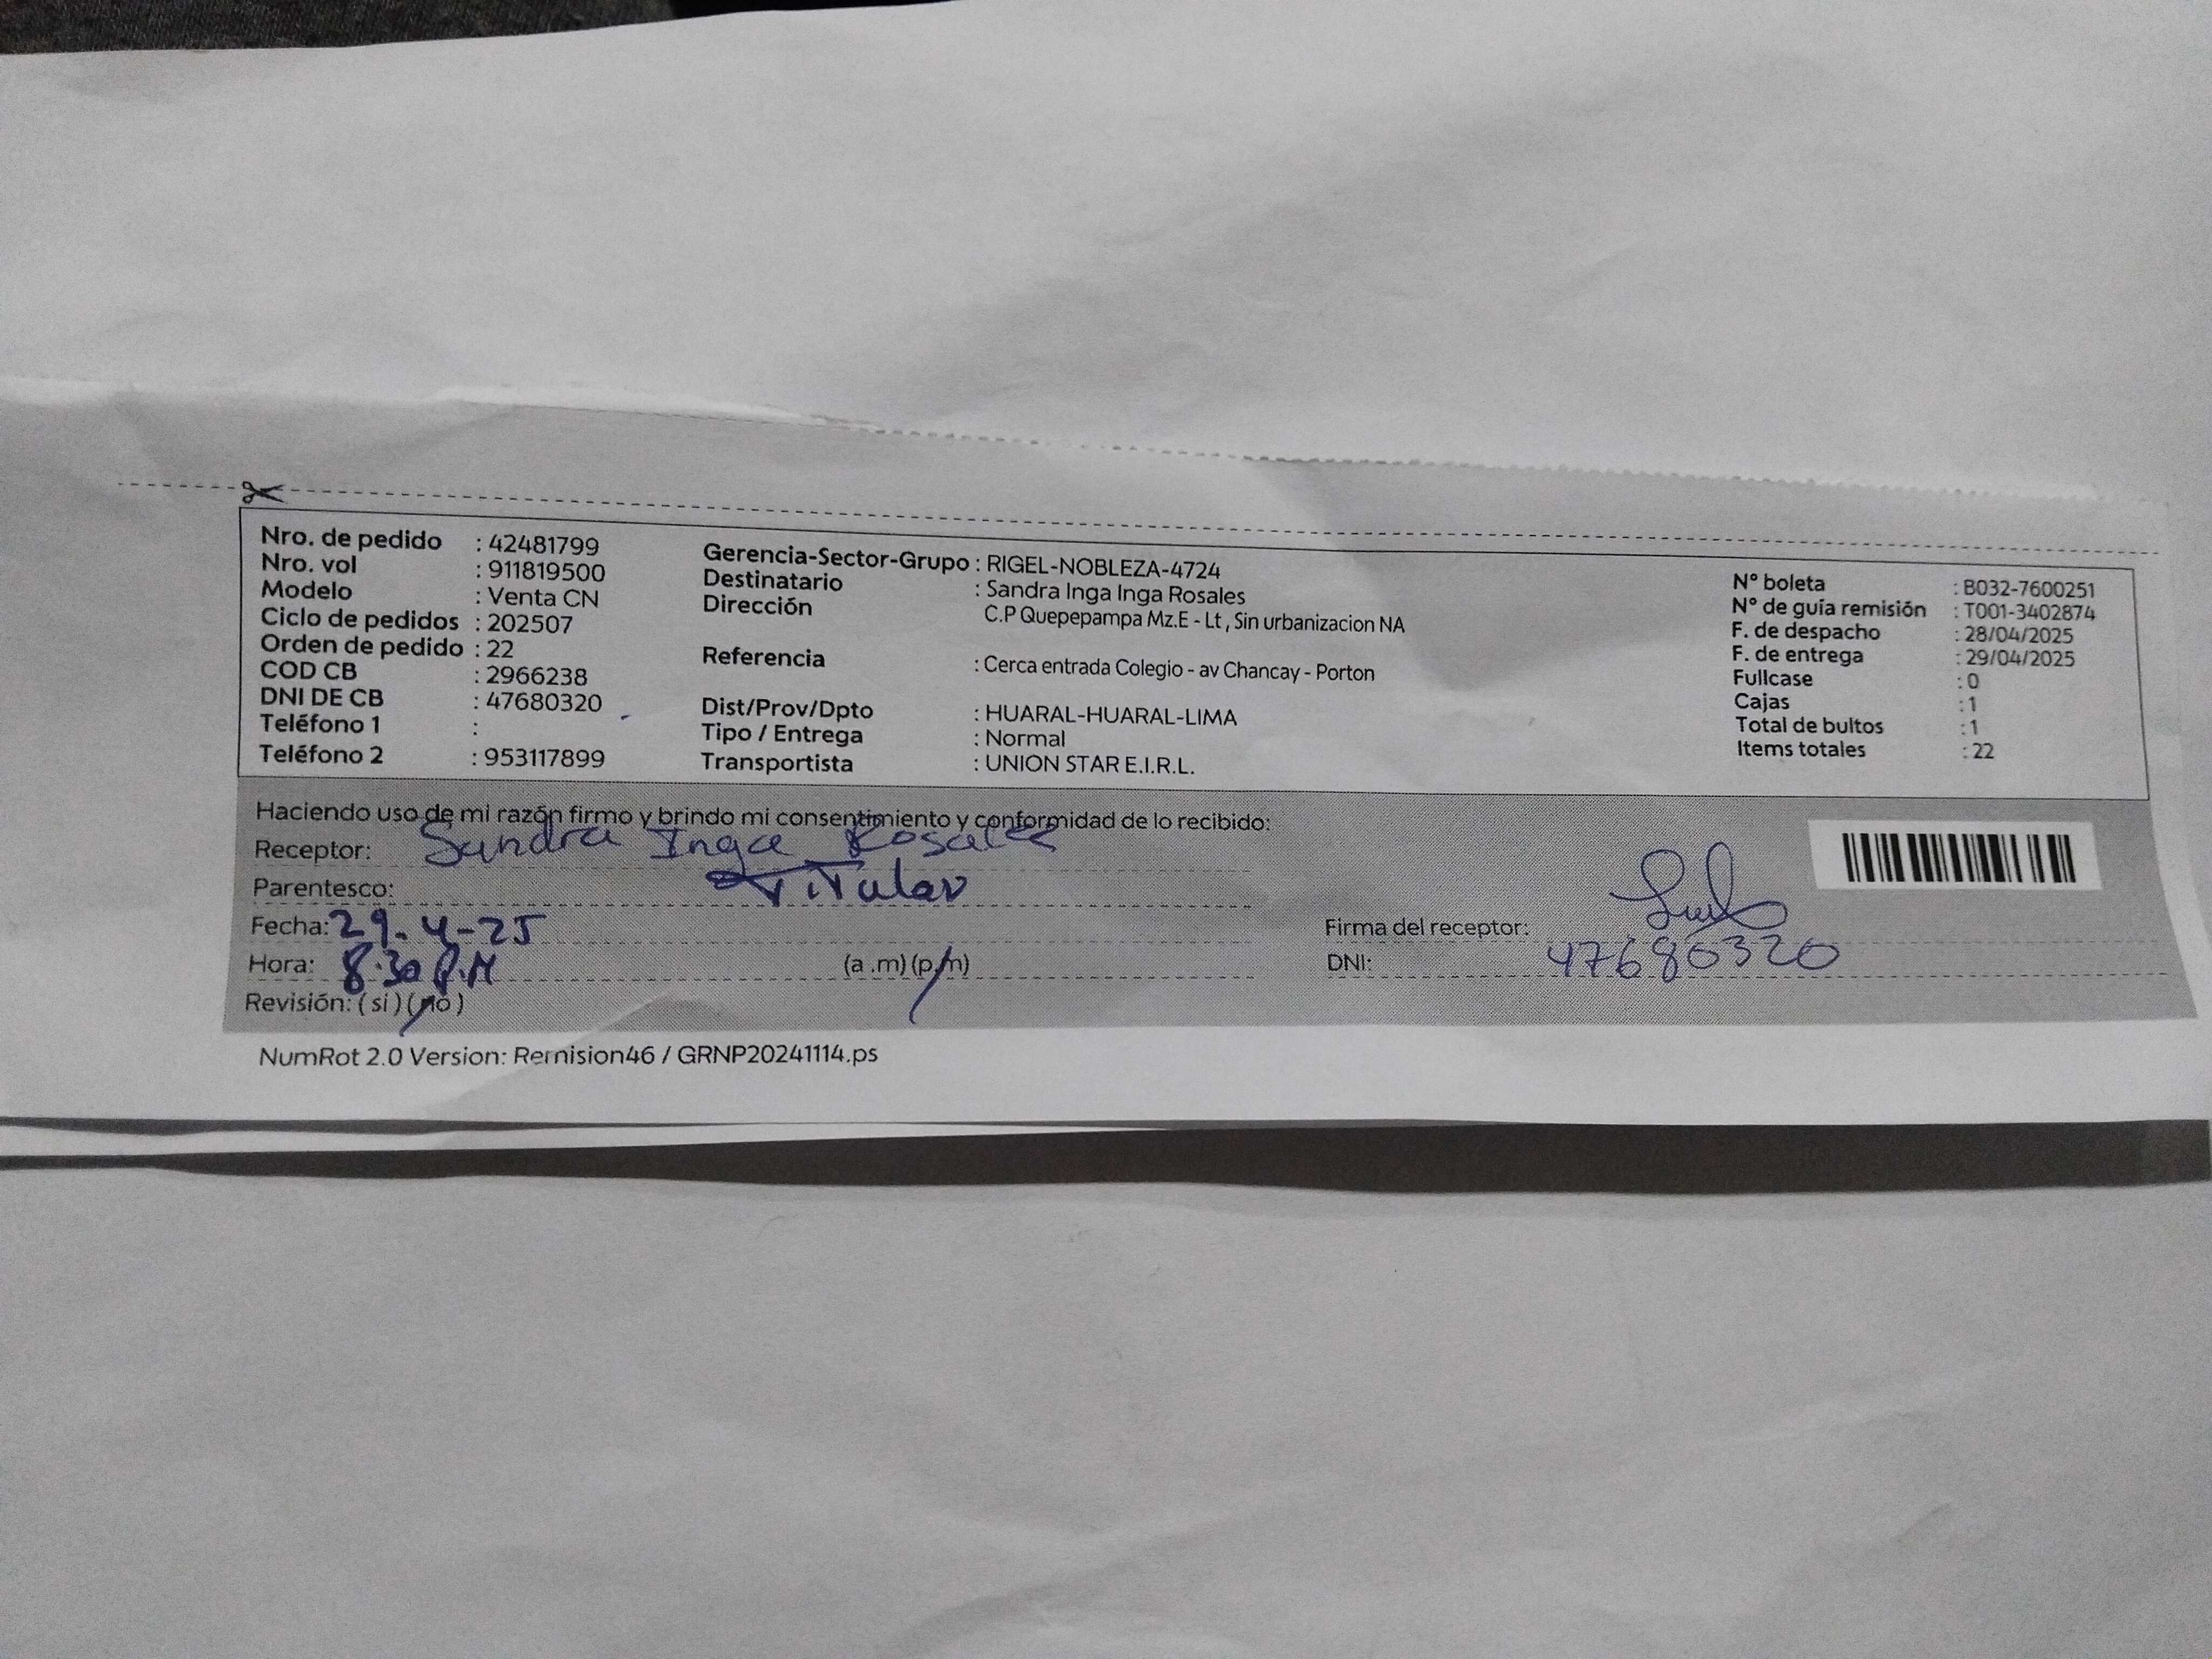 Nro. de pedido : 42481799
Nro. vol : 911819500
Modelo : Venta CN
Ciclo de pedidos : 202507
Orden de pedido : 22
COD CB : 2966238
DNI DE CB : 47680320
Teléfono 1 :
Teléfono 2 : 953117899
Gerencia-Sector-Grupo : RIGEL-NOBLEZA-4724
Destinatario : Sandra Inga Inga Rosales
Dirección C.P Quepepampa Mz.E - Lt , Sin urbanizacion NA
Referencia : Cerca entrada Colegio - av Chancay - Porton
Dist/Prov/Dpto : HUARAL-HUARAL-LIMA
Tipo / Entrega : Normal
Transportista : UNION STAR E.I.R.L.
N° boleta : B032-7600251
N° de guía remisión : T001-3402874
F. de despacho : 28/04/2025
F. de entrega : 29/04/2025
Fullcase : 0
Cajas : 1
Total de bultos : 1
Items totales : 22
Haciendo uso de mi razón firmo y brindo mi consentimiento y conformidad de lo recibido:
Receptor: Sandra Inga Rosales
Parentesco: Titular
Fecha: 29-4-25
Hora: 8:30 P.M (a .m) (p.m)
Revisión: ( si ) ( no )
Firma del receptor:
DNI: 47680320
NumRot 2.0 Version: Remision46 / GRNP20241114.ps